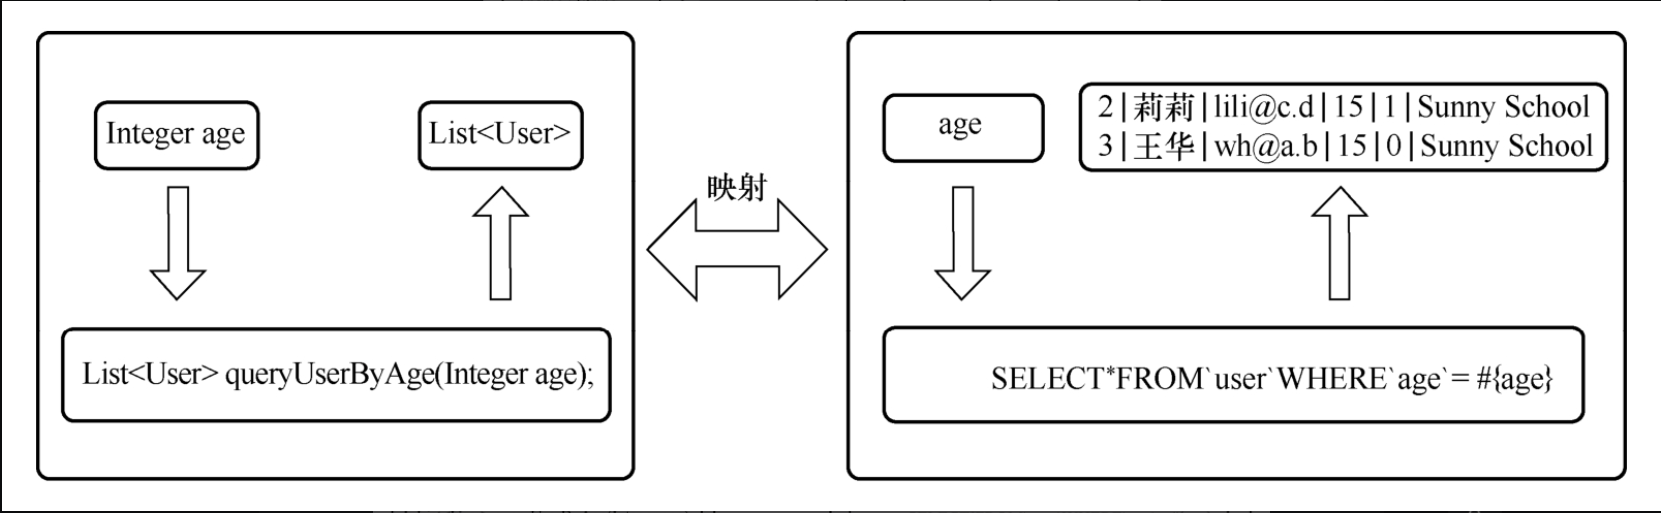 Integer age
List<User>
List<User> queryUserByAge(Integer age);
映射
age
2|莉莉|lili@c.d|15|1|Sunny School
3|王华|wh@a.b|15|0|Sunny School
SELECT*FROM`user`WHERE`age`= #{age}